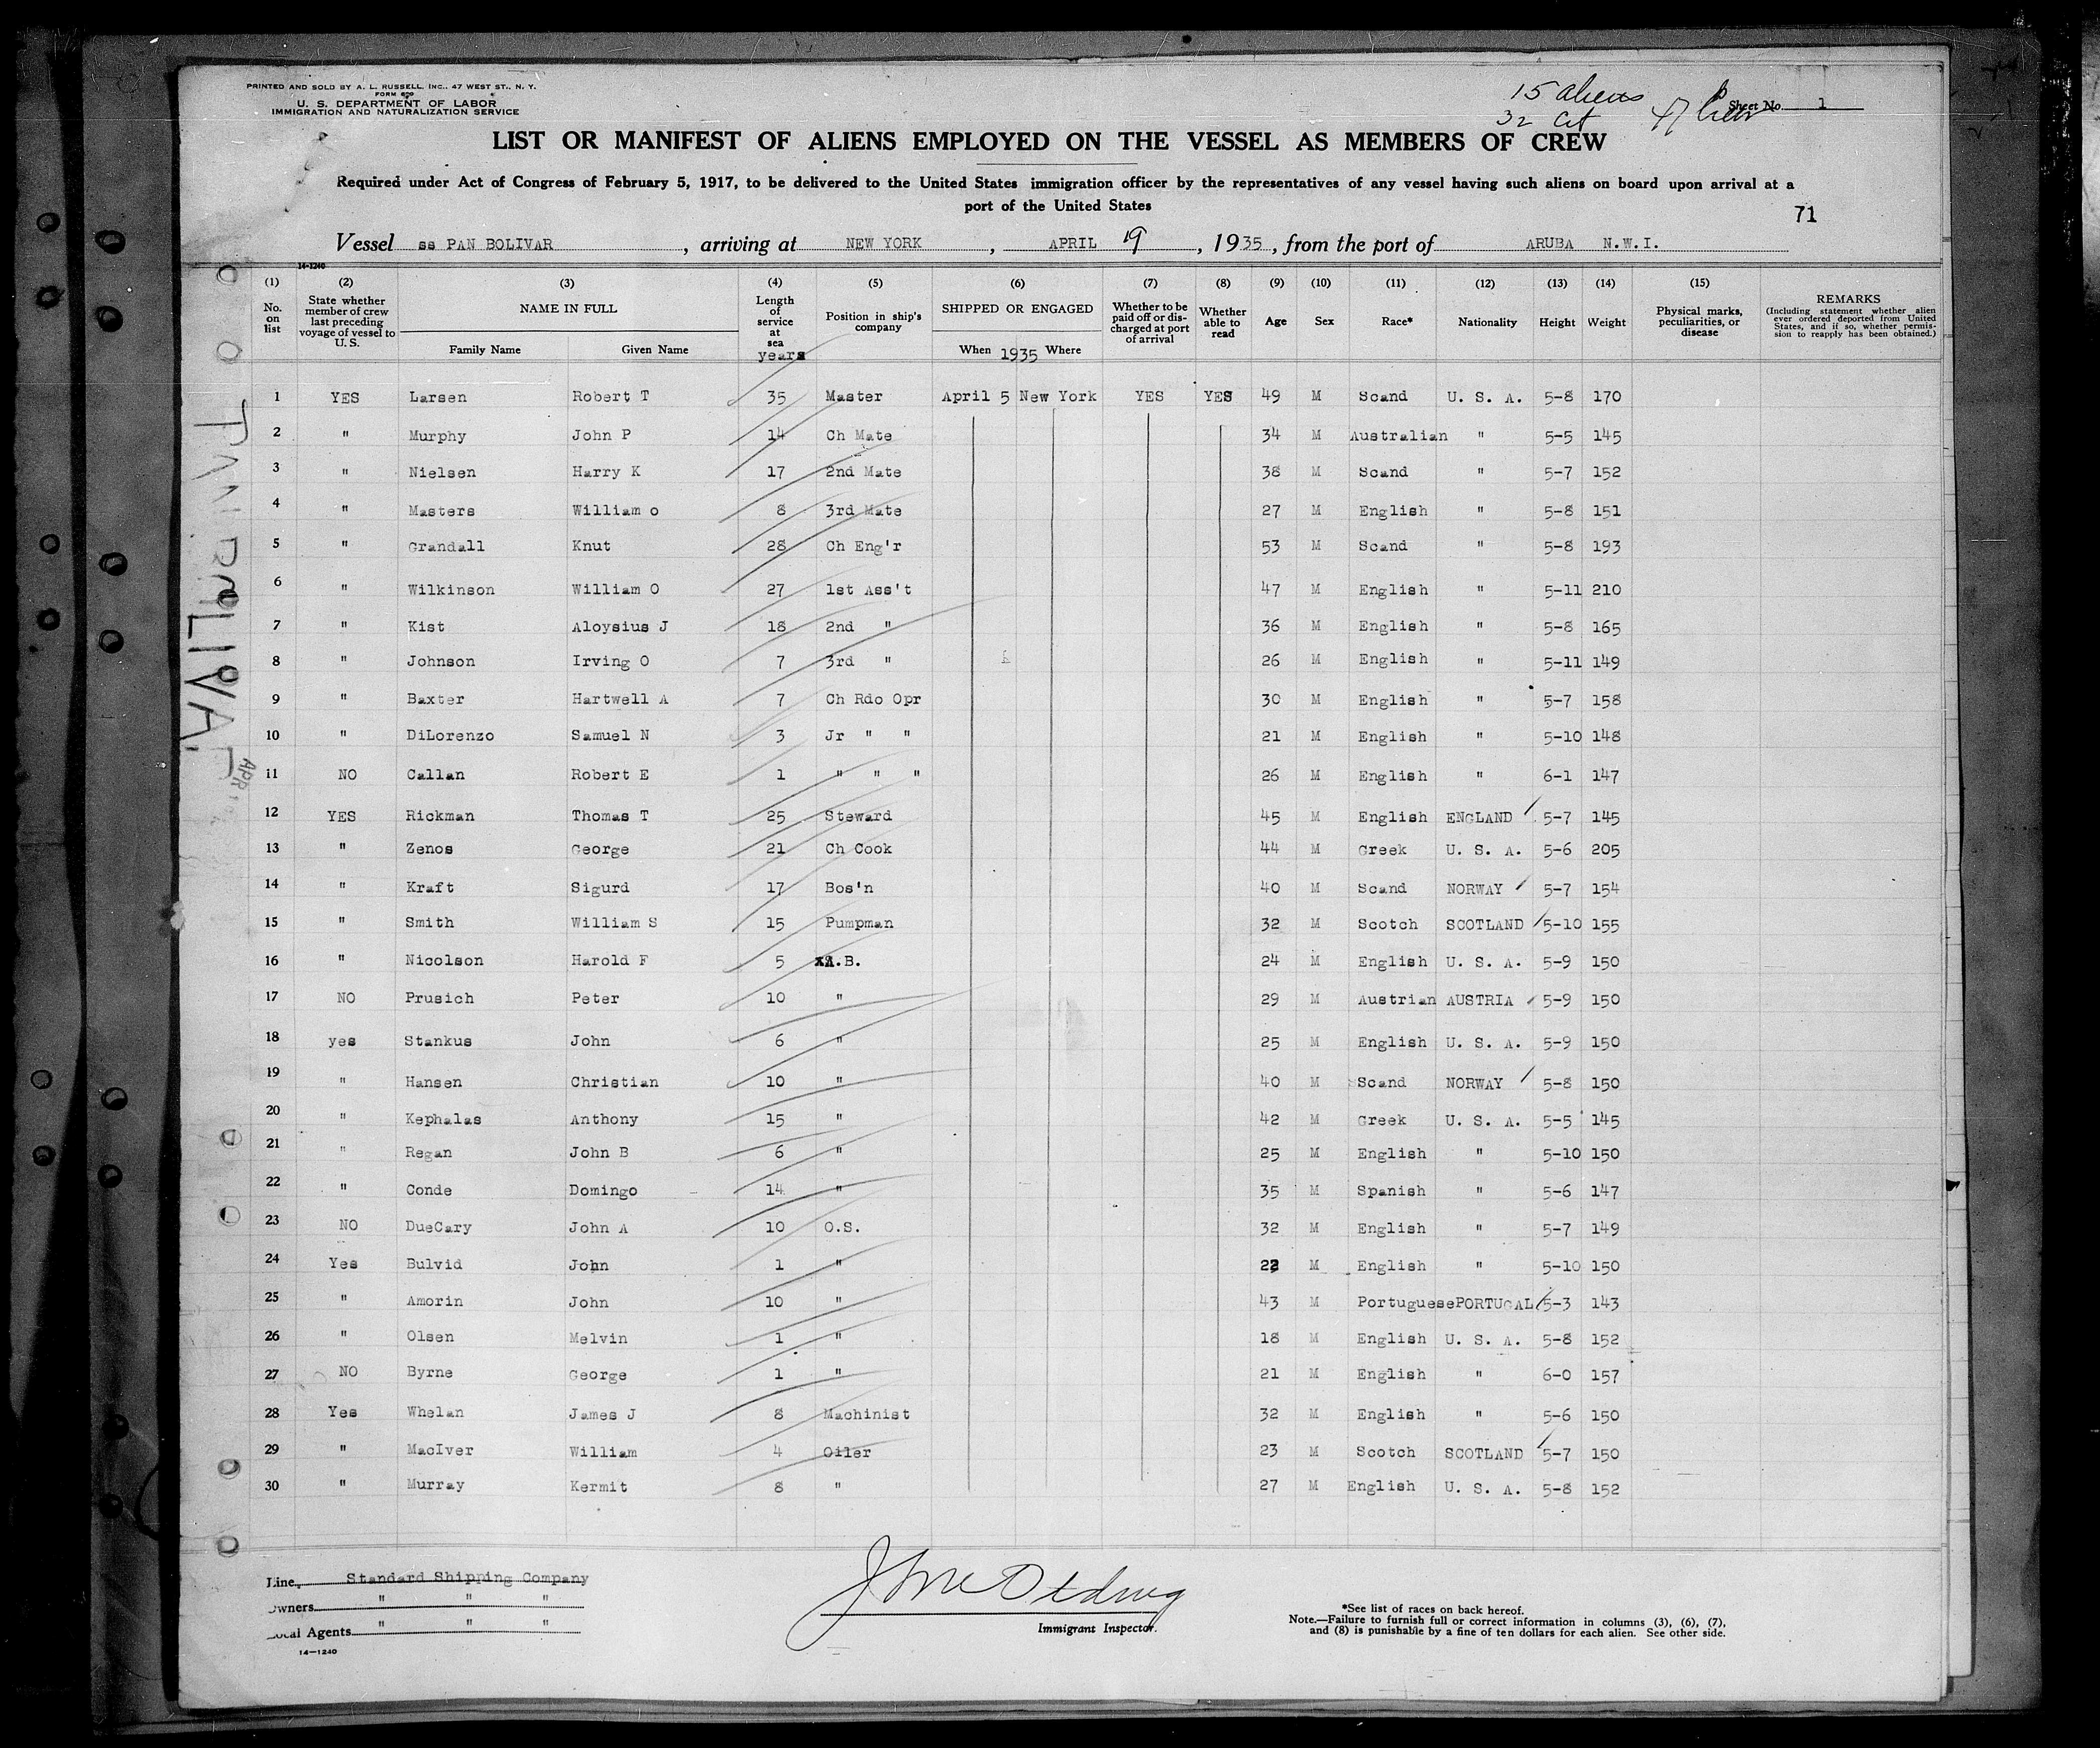 PRINTED AND SOLD BY A. L. RUSSELL, INC., 47 WEST ST., N. Y.
FORM 689
U. S. DEPARTMENT OF LABOR
IMMIGRATION AND NATURALIZATION SERVICE
15 aliens
32 Cit
47 Crew
Sheet No. 1
LIST OR MANIFEST OF ALIENS EMPLOYED ON THE VESSEL AS MEMBERS OF CREW
Required under Act of Congress of February 5, 1917, to be delivered to the United States immigration officer by the representatives of any vessel having such aliens on board upon arrival at a
port of the United States
71
Vessel ss PAN BOLIVAR, arriving at NEW YORK, APRIL 19, 1935, from the port of ARUBA N.W.I.
14-1240
(1) (2) (3) (4) (5) (6) (7) (8) (9) (10) (11) (12) (13) (14) (15)
No. on list State whether member of crew last preceding voyage of vessel to U. S. NAME IN FULL Family Name Given Name Length of service at sea years Position in ship's company SHIPPED OR ENGAGED When 1935 Where Whether to be paid off or discharged at port of arrival Whether able to read Age Sex Race* Nationality Height Weight Physical marks, peculiarities, or disease REMARKS (Including statement whether alien ever ordered deported from United States, and if so, whether permission to reapply has been obtained.)
1 YES Larsen Robert T 35 Master April 5 New York YES YES 49 M Scand U. S. A. 5-8 170
2 " Murphy John P 14 Ch Mate 34 M Australian " 5-5 145
3 " Nielsen Harry K 17 2nd Mate 38 M Scand " 5-7 152
4 " Masters William o 8 3rd Mate 27 M English " 5-8 151
5 " Grandall Knut 28 Ch Eng'r 53 M Scand " 5-8 193
6 " Wilkinson William O 27 1st Ass't 47 M English " 5-11 210
7 " Kist Aloysius J 18 2nd " 36 M English " 5-8 165
8 " Johnson Irving O 7 3rd " 26 M English " 5-11 149
9 " Baxter Hartwell A 7 Ch Rdo Opr 30 M English " 5-7 158
10 " DiLorenzo Samuel N 3 Jr " " 21 M English " 5-10 148
11 NO Callan Robert E 1 " " " 26 M English " 6-1 147
12 YES Rickman Thomas T 25 Steward 45 M English ENGLAND 5-7 145
13 " Zenos George 21 Ch Cook 44 M Greek U. S. A. 5-6 205
14 " Kraft Sigurd 17 Bos'n 40 M Scand NORWAY 5-7 154
15 " Smith William S 15 Pumpman 32 M Scotch SCOTLAND 5-10 155
16 " Nicolson Harold F 5 A.B. 24 M English U. S. A. 5-9 150
17 NO Prusich Peter 10 " 29 M Austrian AUSTRIA 5-9 150
18 yes Stankus John 6 " 25 M English U. S. A. 5-9 150
19 " Hansen Christian 10 " 40 M Scand NORWAY 5-8 150
20 " Kephalas Anthony 15 " 42 M Greek U. S. A. 5-5 145
21 " Regan John B 6 " 25 M English " 5-10 150
22 " Conde Domingo 14 " 35 M Spanish " 5-6 147
23 NO DueCary John A 10 O.S. 32 M English " 5-7 149
24 Yes Bulvid John 1 " 22 M English " 5-10 150
25 " Amorin John 10 " 43 M Portuguese PORTUGAL 5-3 143
26 " Olsen Melvin 1 " 18 M English U. S. A. 5-8 152
27 NO Byrne George 1 " 21 M English " 6-0 157
28 Yes Whelan James J 8 Machinist 32 M English " 5-6 150
29 " MacIver William 4 Oiler 23 M Scotch SCOTLAND 5-7 150
30 " Murray Kermit 8 " 27 M English U. S. A. 5-8 152
PAN BOLIVAR
APR
Line Standard Shipping Company
Owners " " "
Local Agents " " "
14-1240
Immigrant Inspector.
*See list of races on back hereof.
Note.—Failure to furnish full or correct information in columns (3), (6), (7),
and (8) is punishable by a fine of ten dollars for each alien. See other side.